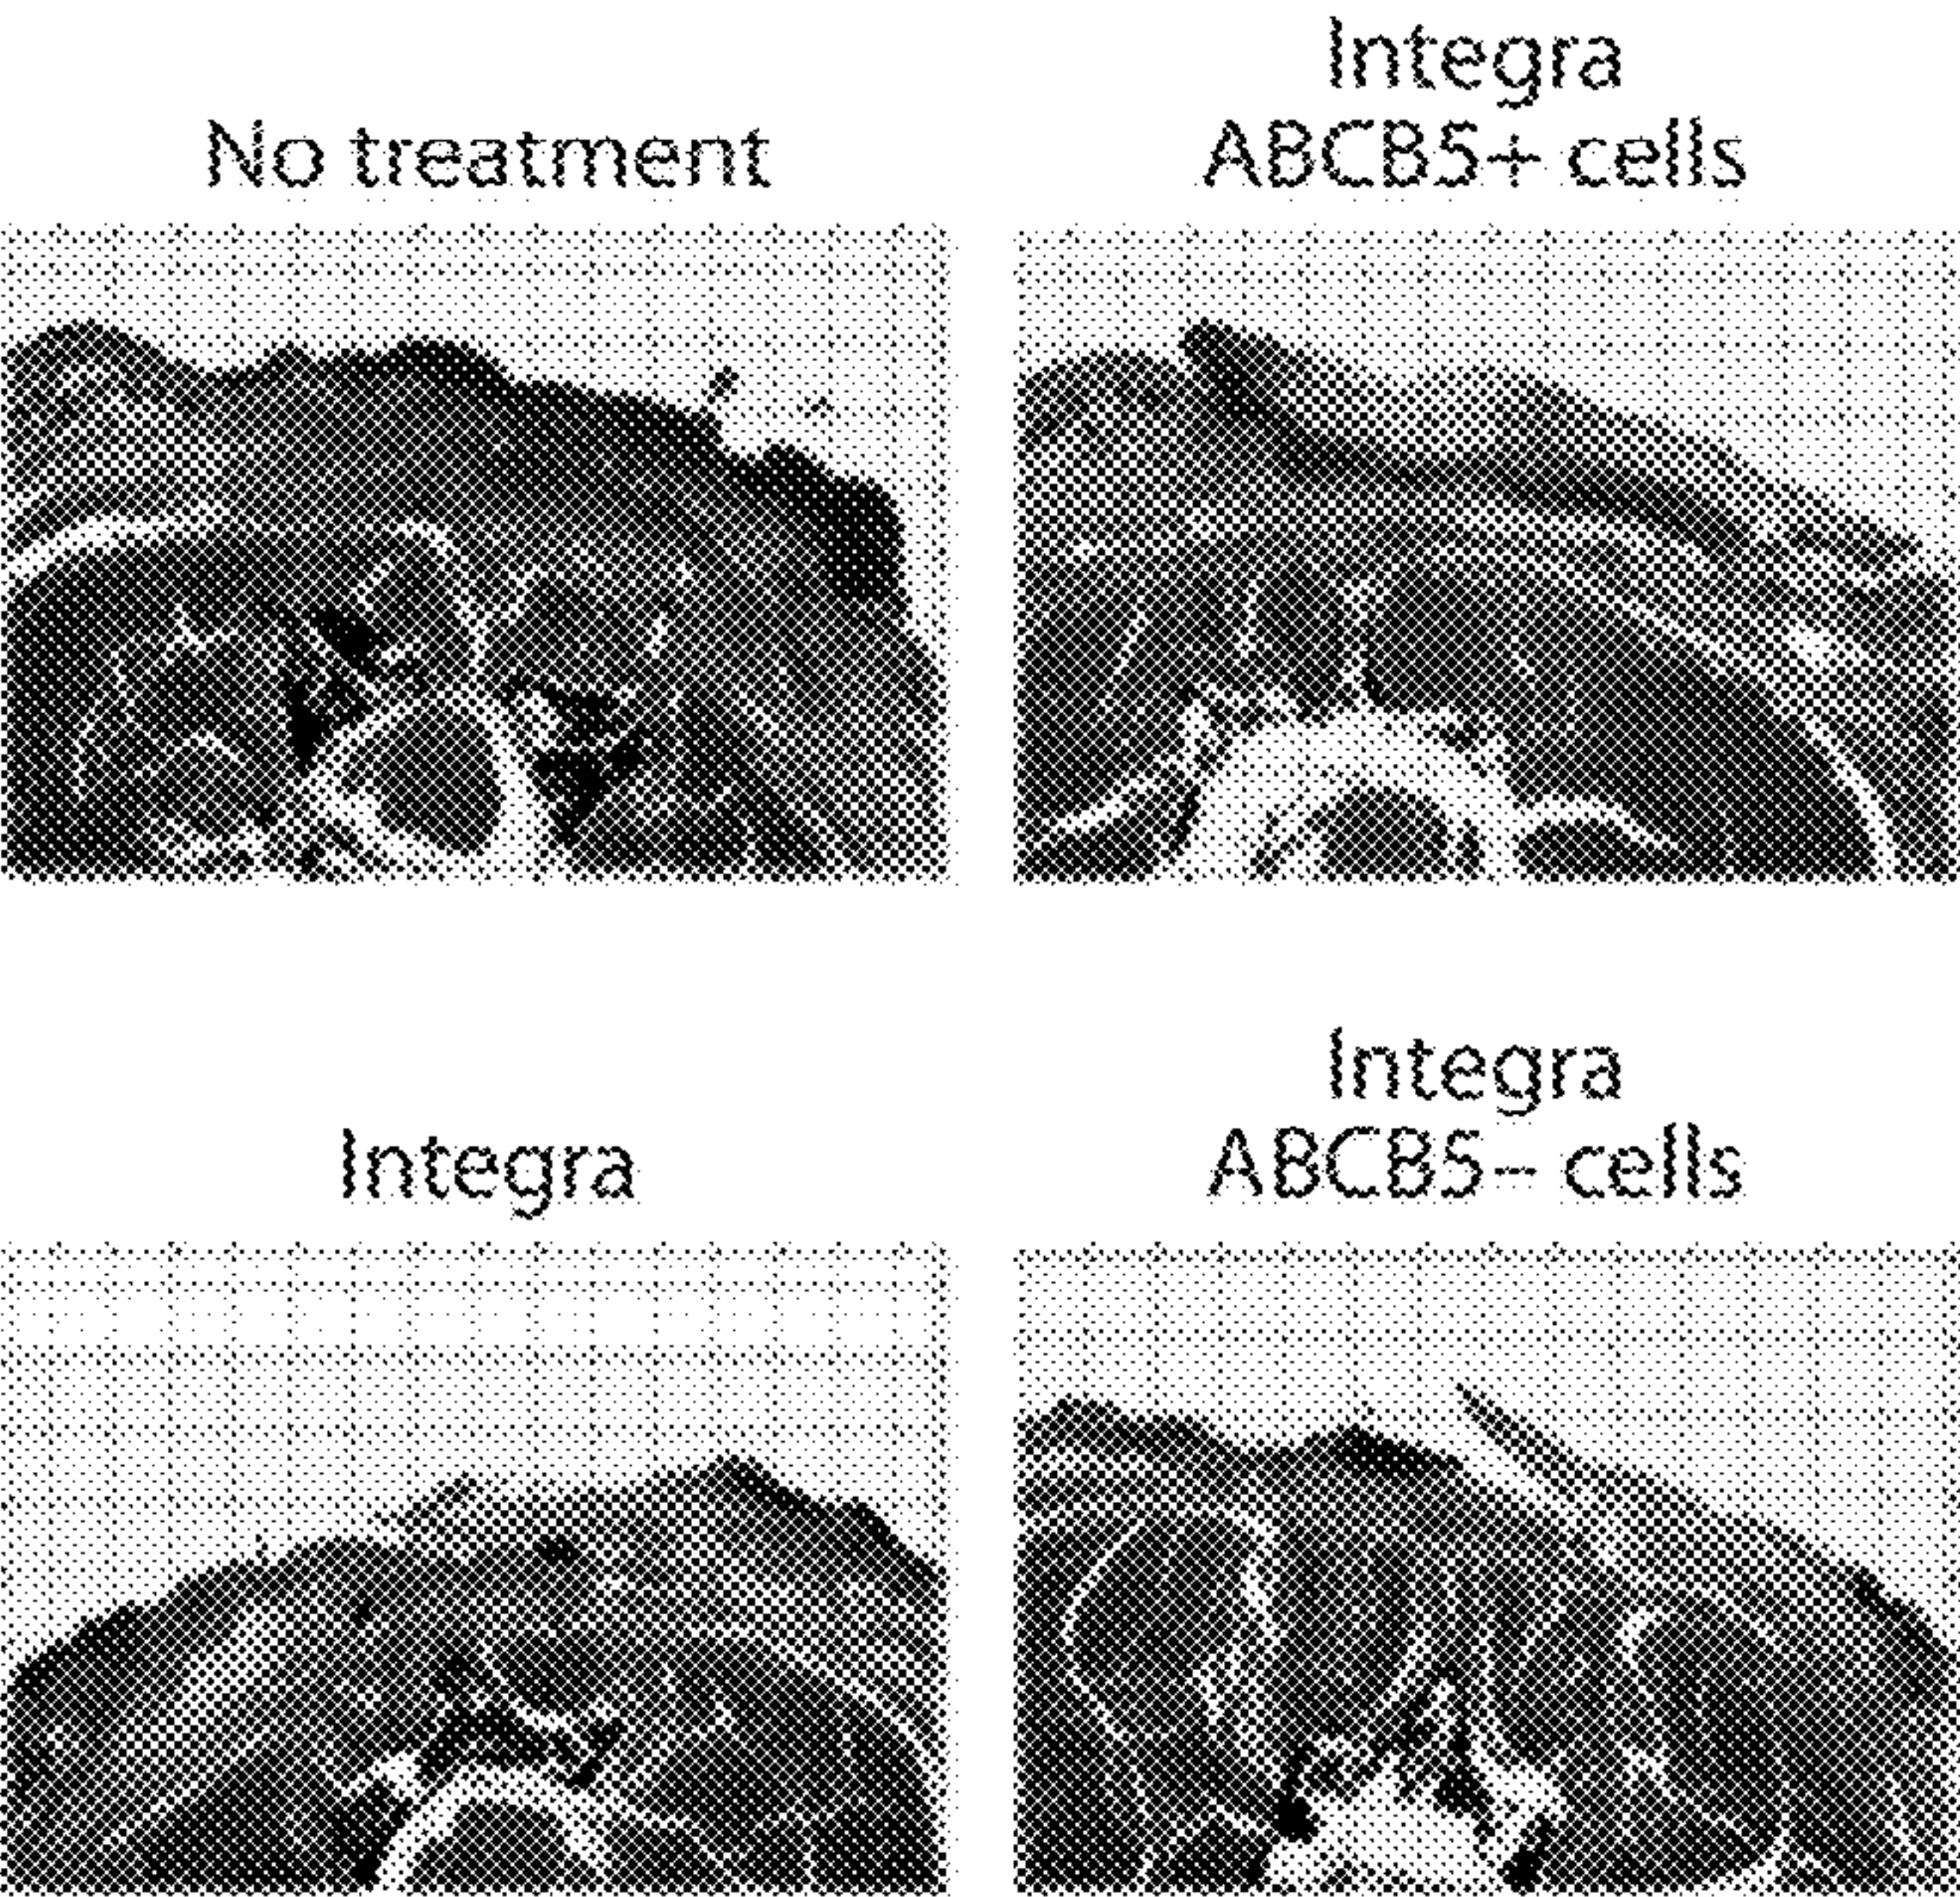 No treatment
Integra
ABCB5+ cells
Integra
Integra
ABCB5– cells